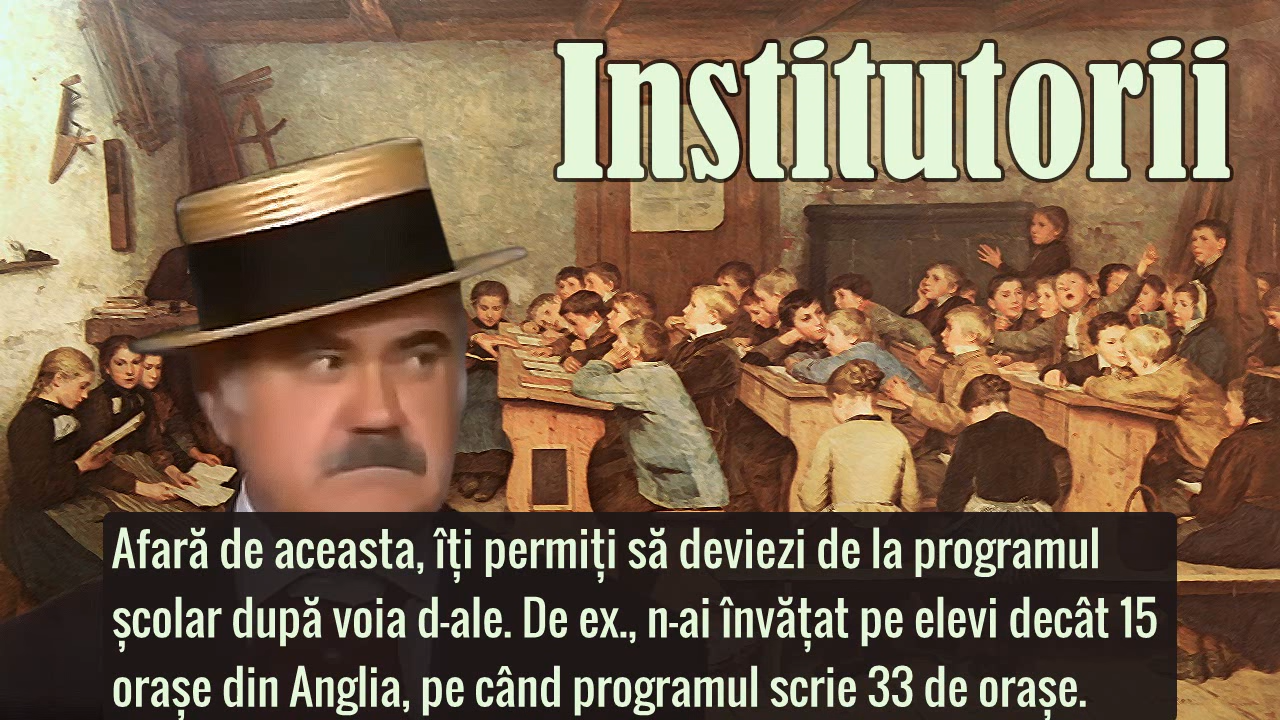 Institutorii
Afară de aceasta, îți permiți să deviezi de la programul
școlar după voia d-ale. De ex., n-ai învățat pe elevi decât 15
orașe din Anglia, pe când programul scrie 33 de orașe.